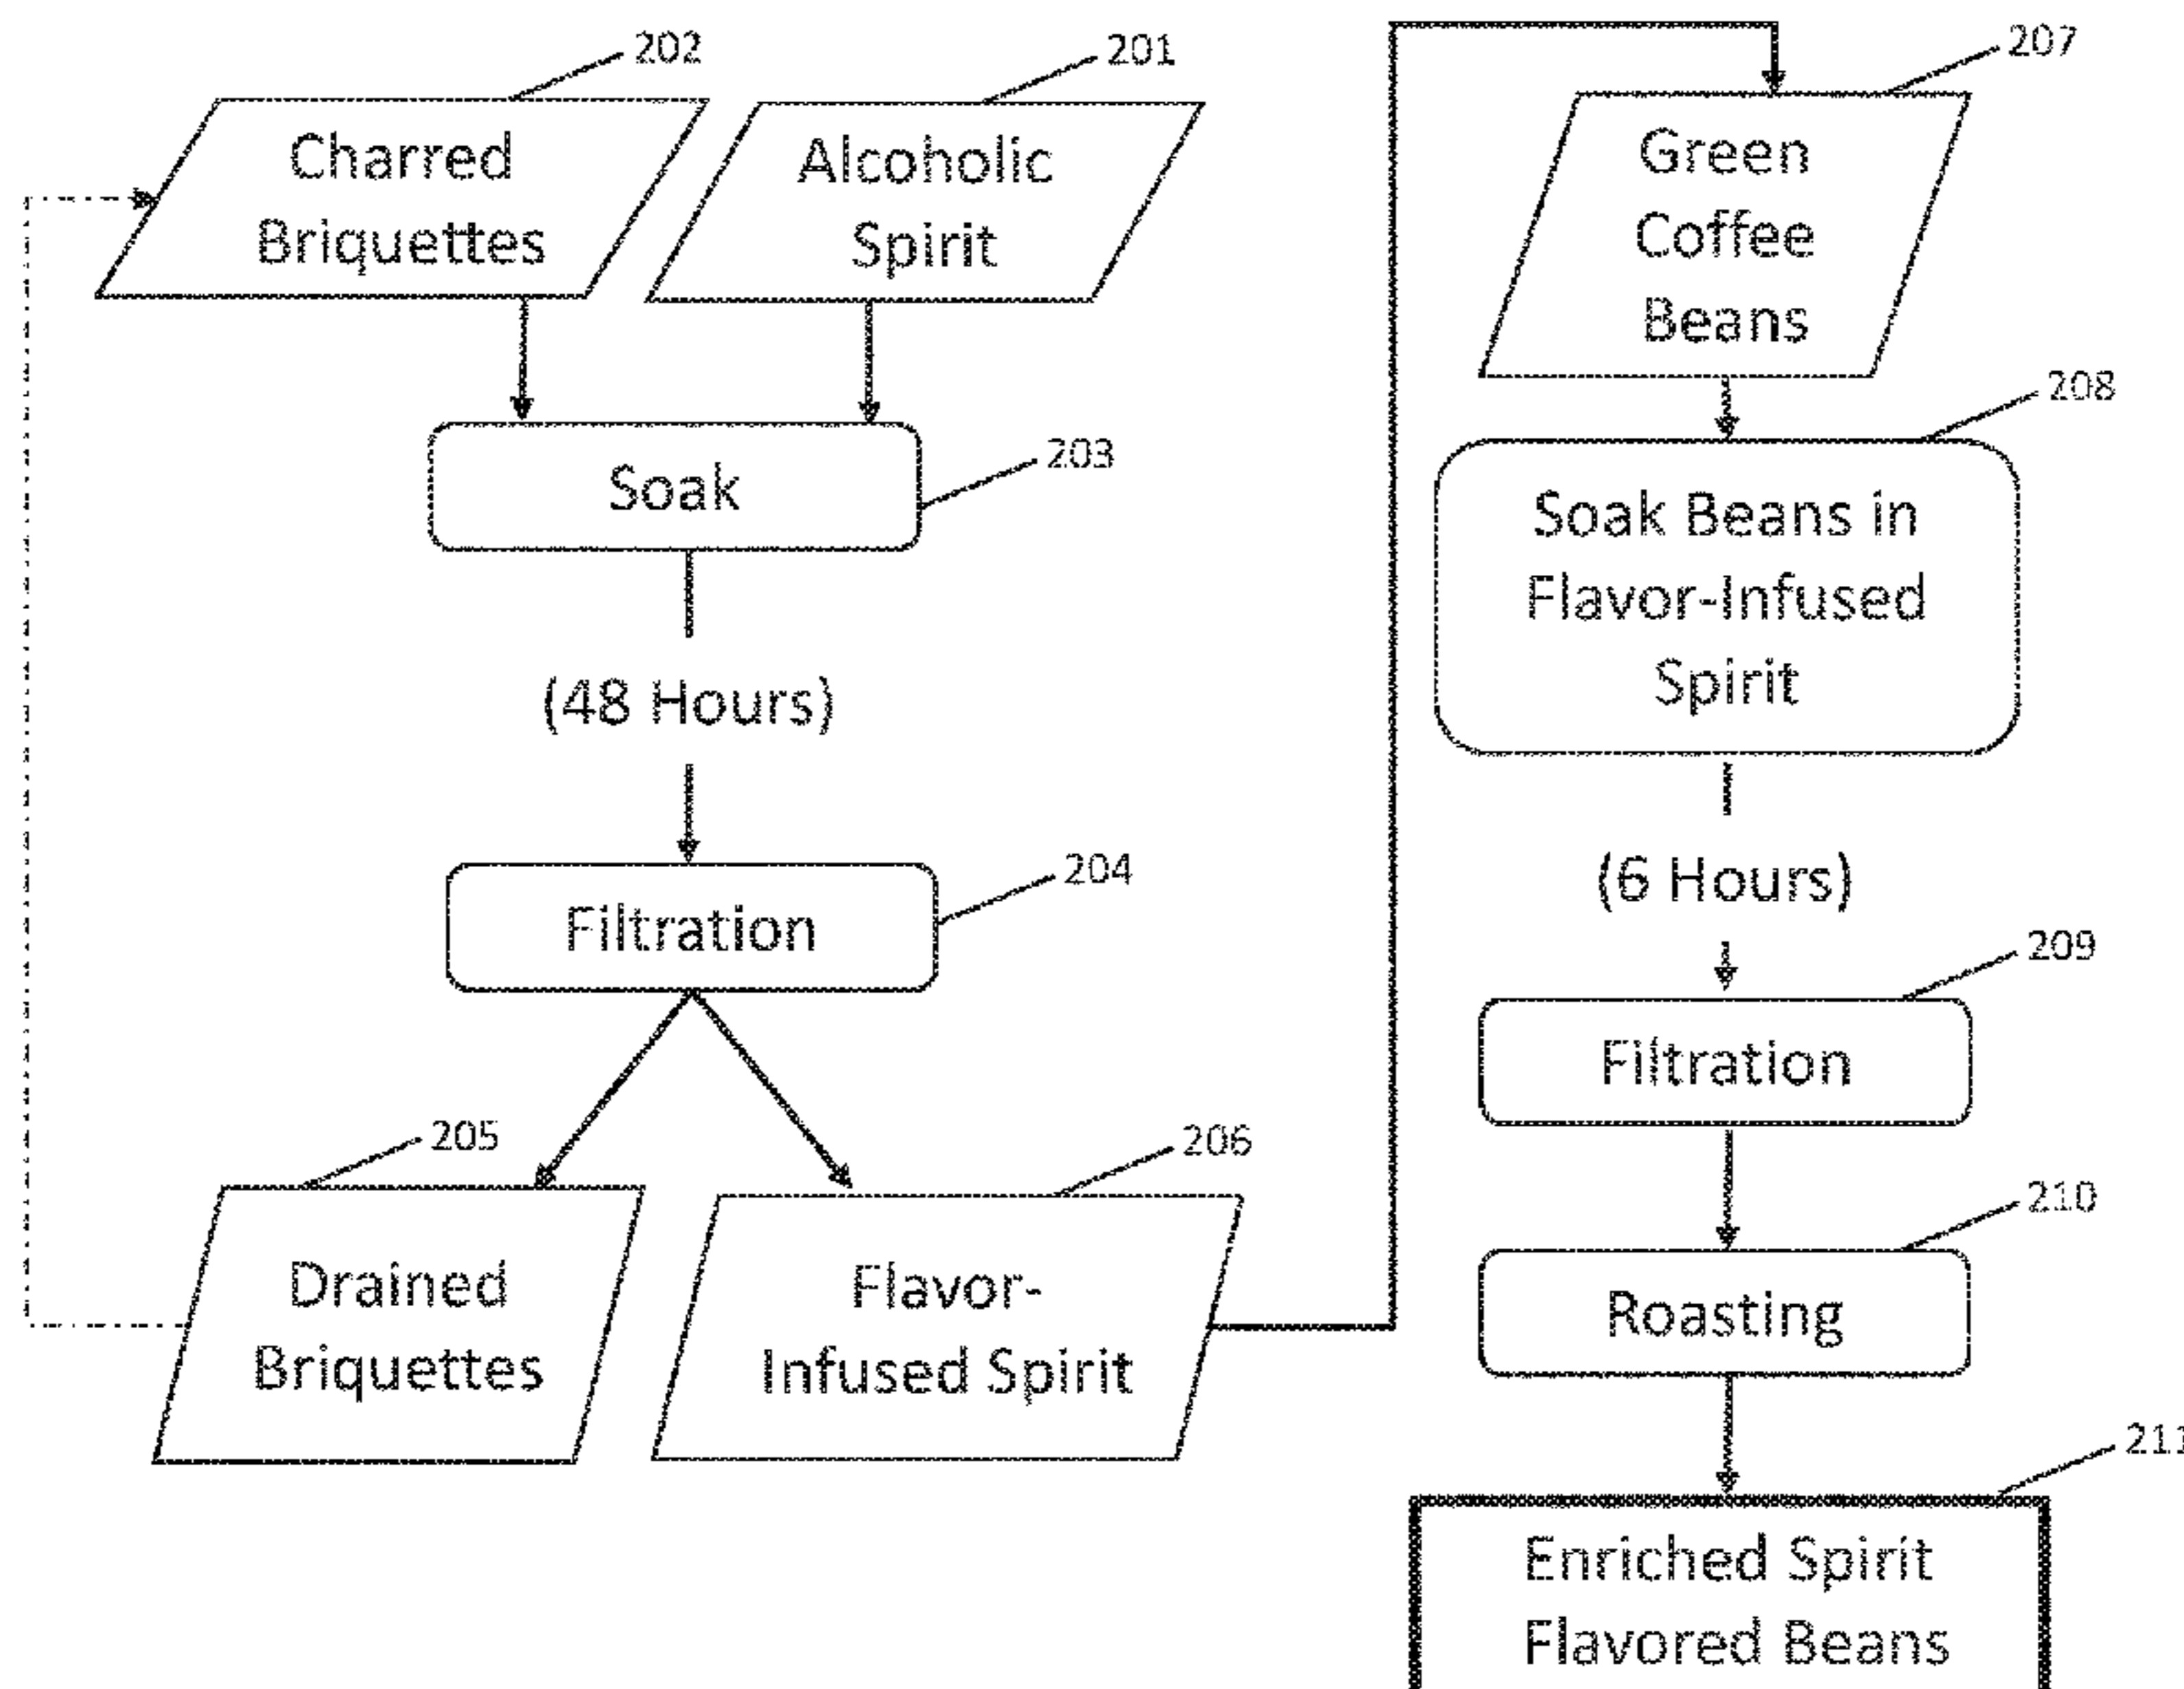 202
Charred
Briquettes
201
Alcoholic
Spirit
203
Soak
(48 Hours)
204
Filtration
205
Drained
Briquettes
206
Flavor-
Infused Spirit
207
Green
Coffee
Beans
208
Soak Beans in
Flavor-Infused
Spirit
(6 Hours)
209
Filtration
210
Roasting
211
Enriched Spirit
Flavored Beans